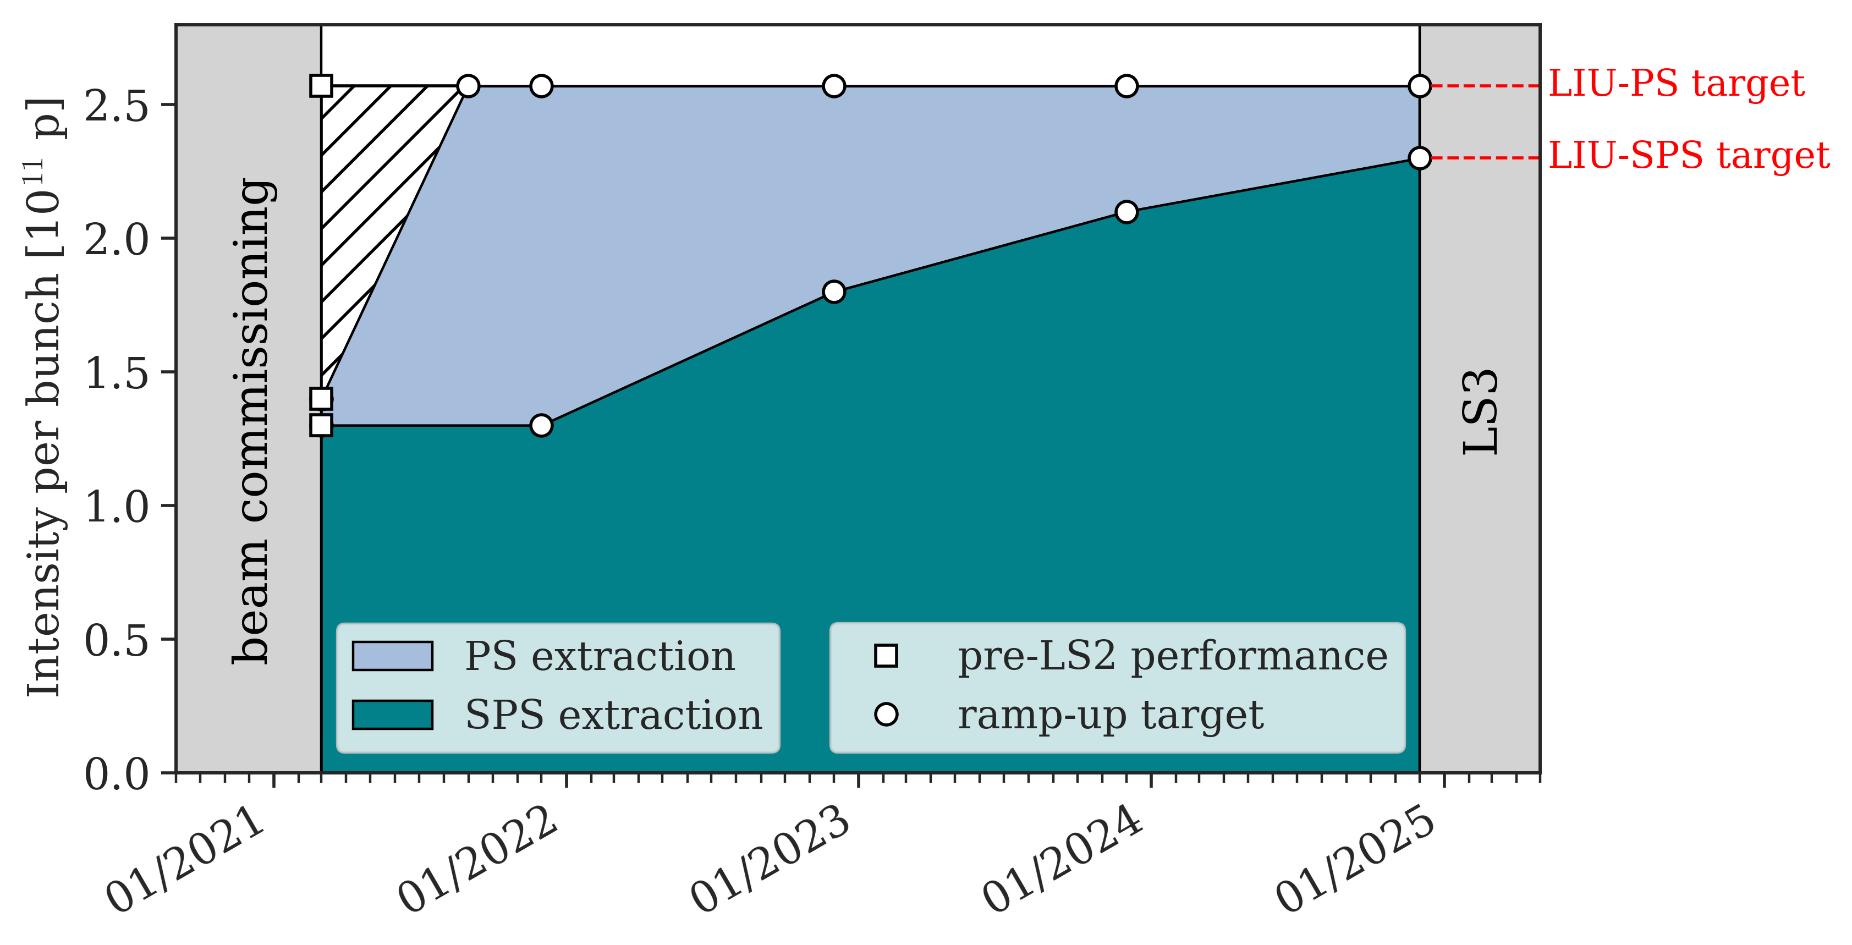 Intensity per bunch [10¹¹ p]
2.5
2.0
1.5
1.0
0.5
0.0
beam commissioning
LS3
LIU-PS target
LIU-SPS target
PS extraction
SPS extraction
pre-LS2 performance
ramp-up target
01/2021
01/2022
01/2023
01/2024
01/2025